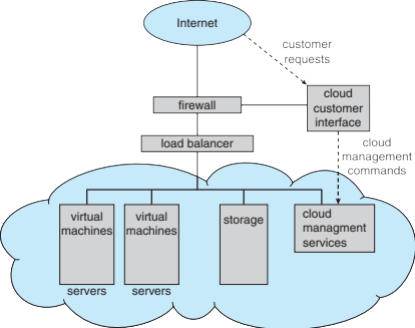 Internet
customer
requests
firewall
cloud
customer
interface
load balancer
cloud
management
commands
virtual
machines
virtual
machines
storage
cloud
managment
services
servers
servers